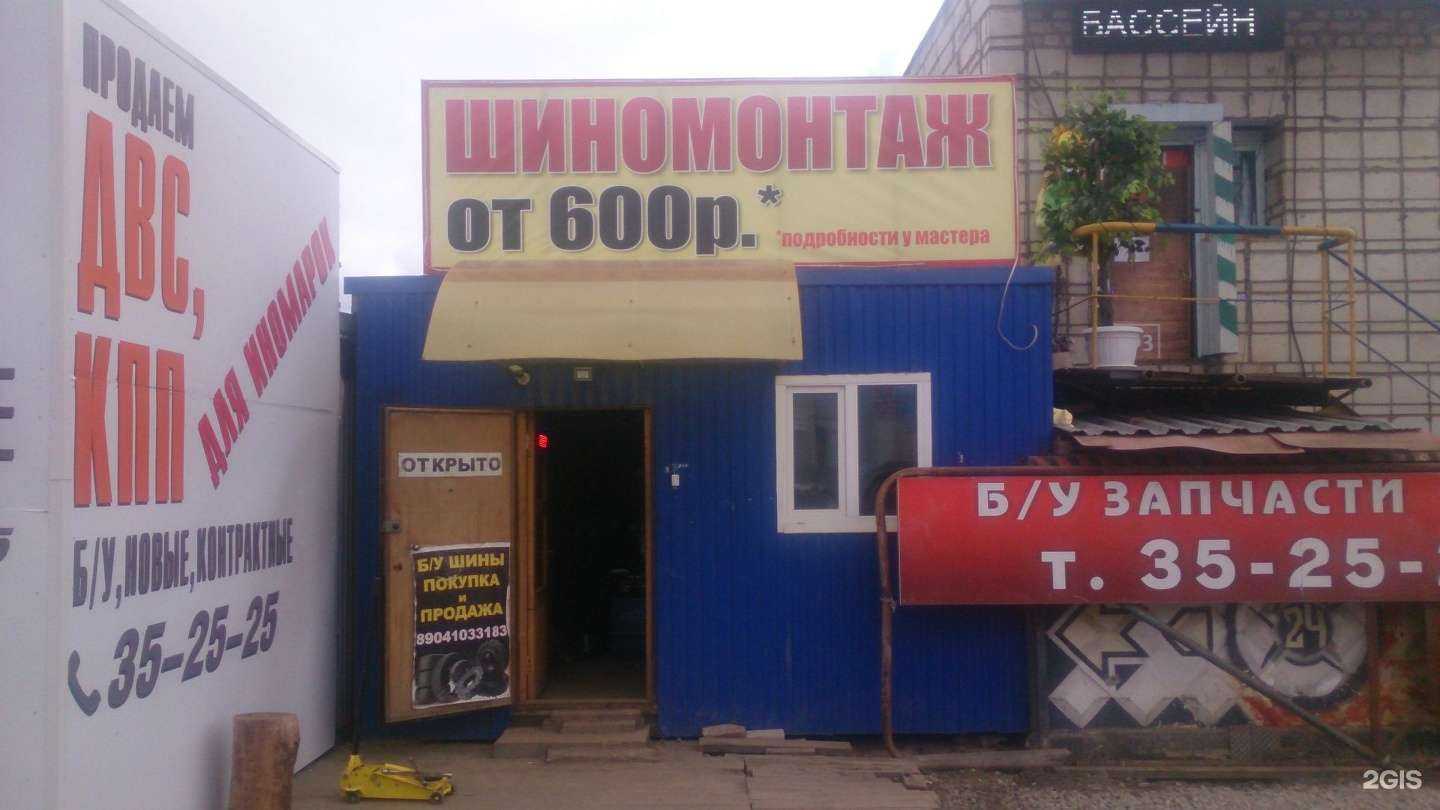 ПРОДАЕМ
ДВС,
КПП
ДЛЯ ИНОМАРОК
Б/У, НОВЫЕ, КОНТРАКТНЫЕ
35-25-25
ШИНОМОНТАЖ
от 600р.*
*подробности у мастера
ОТКРЫТО
Б/У ШИНЫ
ПОКУПКА
и
ПРОДАЖА
89041033183
БАССЕЙН
Б/У ЗАПЧАСТИ
т. 35-25-
24
2GIS